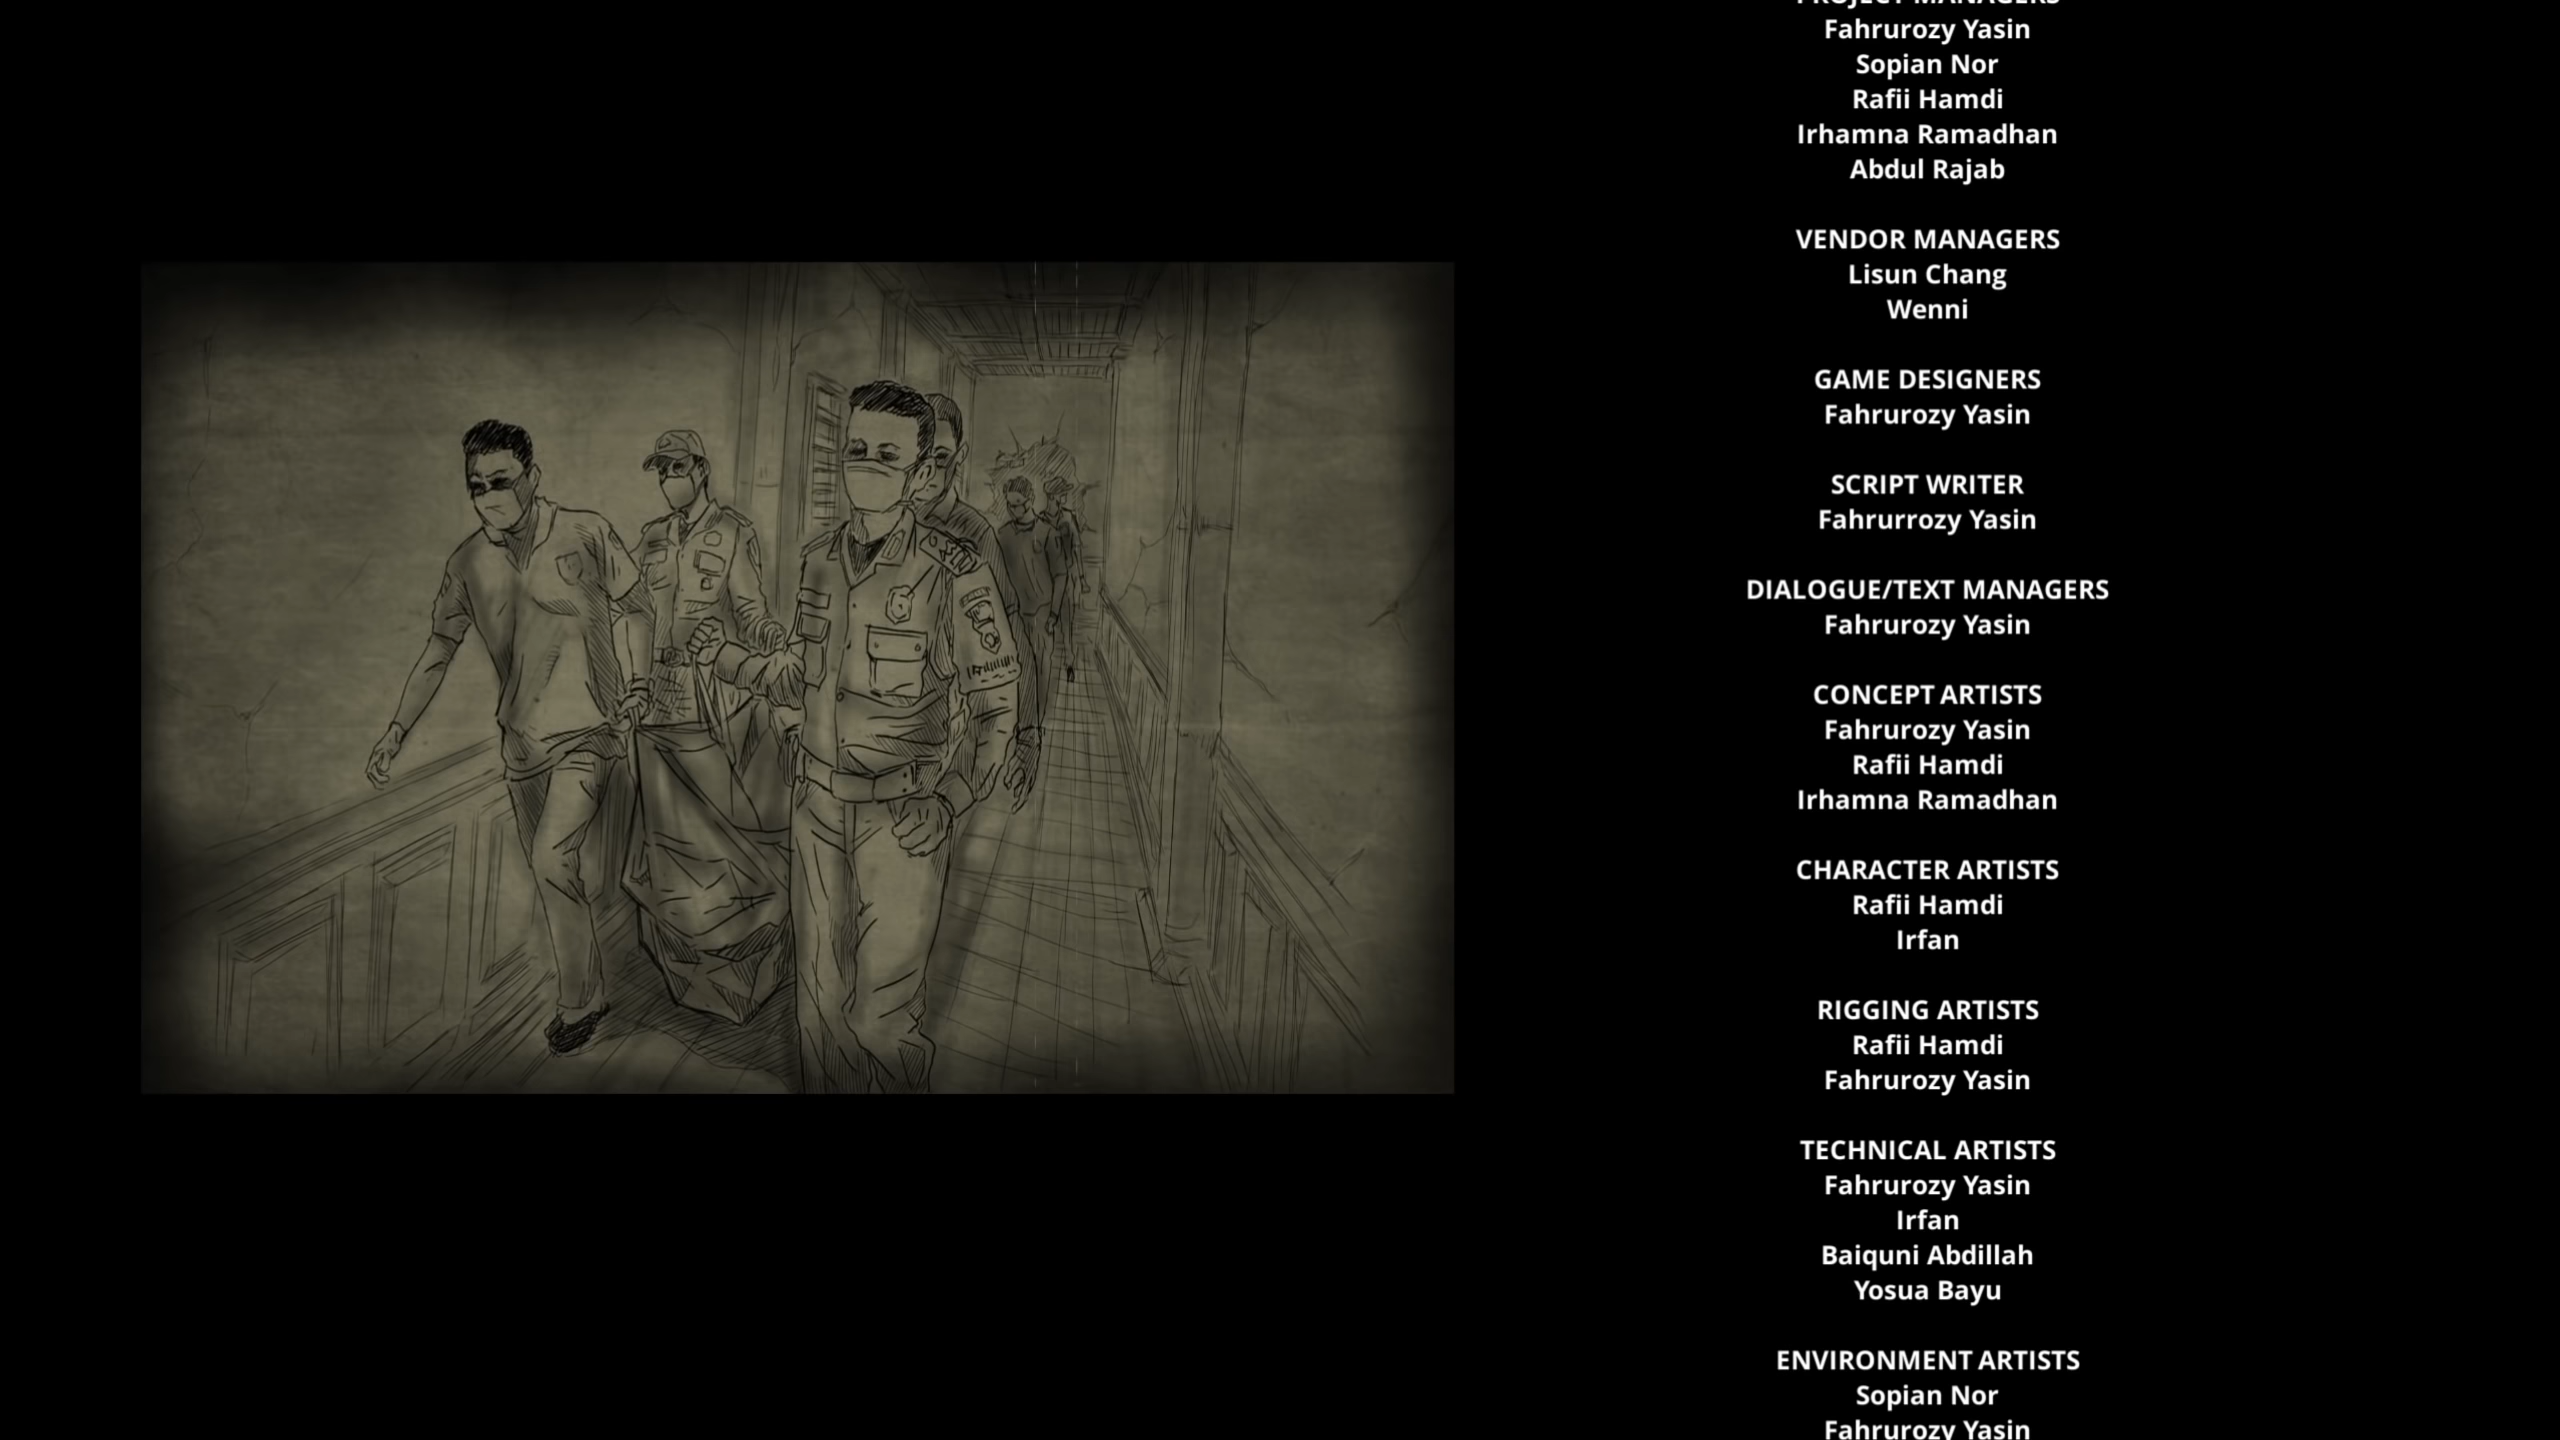 PROJECT MANAGERS
Fahrurozy Yasin
Sopian Nor
Rafii Hamdi
Irhamna Ramadhan
Abdul Rajab
VENDOR MANAGERS
Lisun Chang
Wenni
GAME DESIGNERS
Fahrurozy Yasin
SCRIPT WRITER
Fahrurrozy Yasin
DIALOGUE/TEXT MANAGERS
Fahrurozy Yasin
CONCEPT ARTISTS
Fahrurozy Yasin
Rafii Hamdi
Irhamna Ramadhan
CHARACTER ARTISTS
Rafii Hamdi
Irfan
RIGGING ARTISTS
Rafii Hamdi
Fahrurozy Yasin
TECHNICAL ARTISTS
Fahrurozy Yasin
Irfan
Baiquni Abdillah
Yosua Bayu
ENVIRONMENT ARTISTS
Sopian Nor
Fahrurozy Yasin